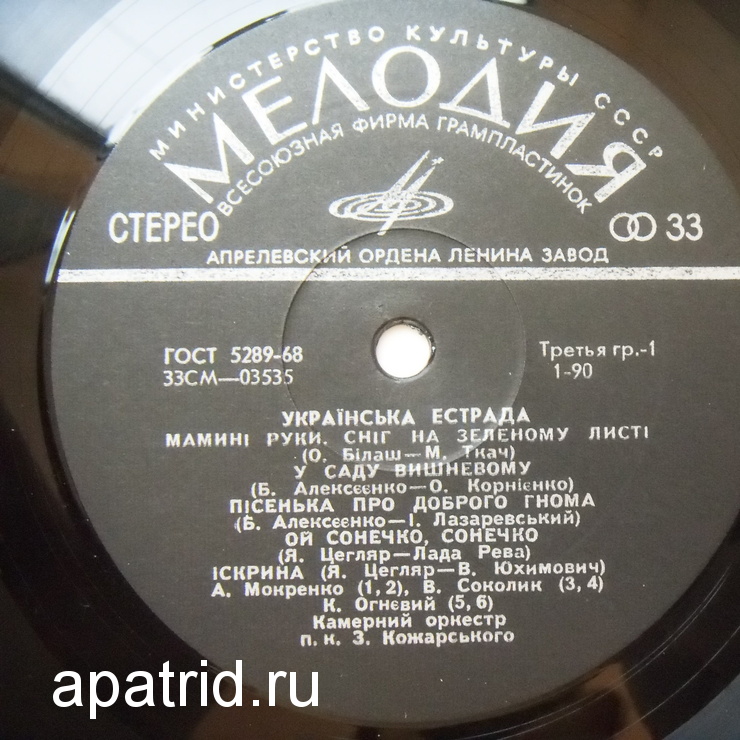 МИНИСТЕРСТВО КУЛЬТУРЫ СССР
МЕЛОДИЯ
ВСЕСОЮЗНАЯ ФИРМА ГРАМПЛАСТИНОК
СТЕРЕО
33
АПРЕЛЕВСКИЙ ОРДЕНА ЛЕНИНА ЗАВОД
ГОСТ 5289-68
Третья гр.-1
33СМ—03535
1-90
УКРАЇНСЬКА ЕСТРАДА
МАМИНІ РУКИ. СНІГ НА ЗЕЛЕНОМУ ЛИСТІ
(О. Білаш—М. Ткач)
У САДУ ВИШНЕВОМУ
(Б. Алексєєнко—О. Корнієнко)
ПІСЕНЬКА ПРО ДОБРОГО ГНОМА
(Б. Алексєєнко—І. Лазаревський)
ОЙ СОНЕЧКО, СОНЕЧКО
(Я. Цегляр—Лада Рева)
ІСКРИНА (Я. Цегляр—В. Юхимович)
А. Мокренко (1, 2), В. Соколик (3, 4)
К. Огнєвий (5, 6)
Камерний оркестр
п. к. З. Кожарського
apatrid.ru